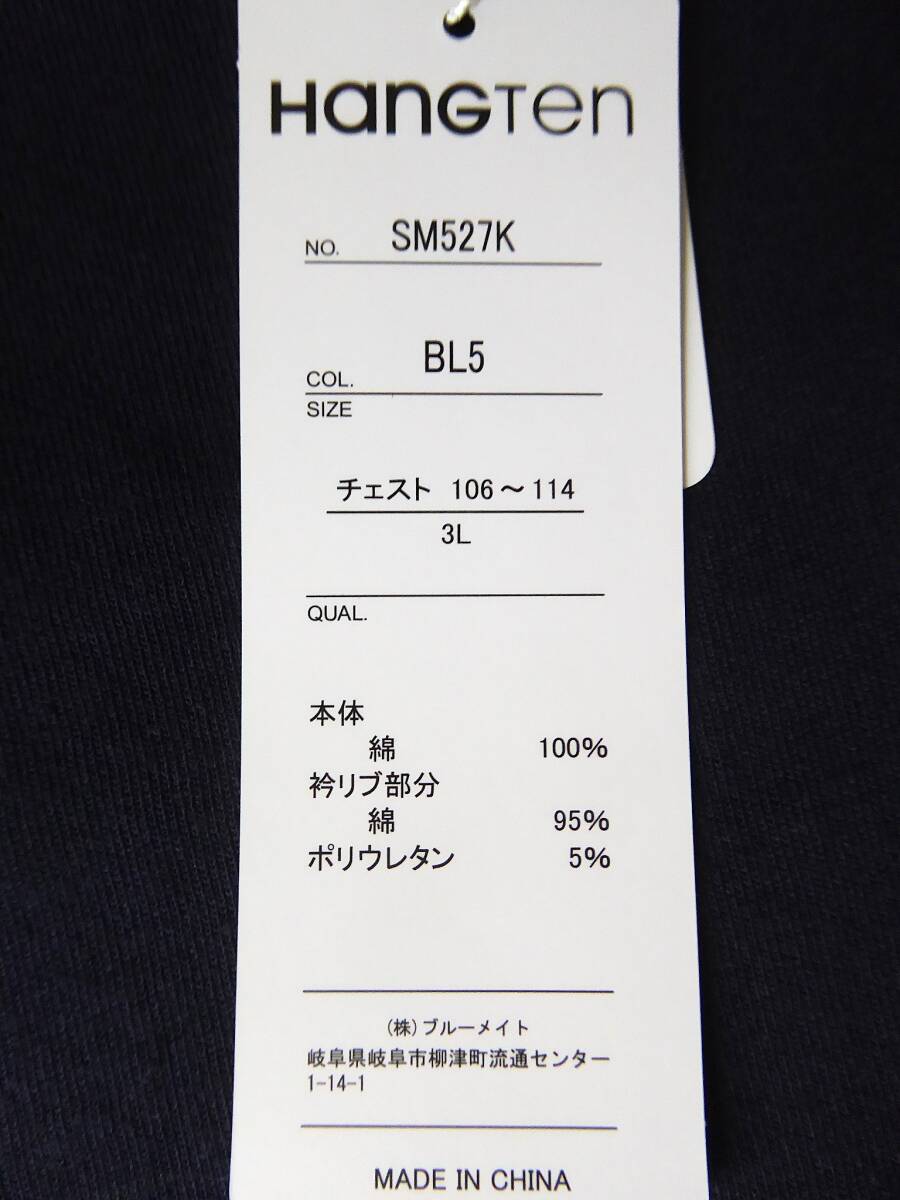 HANGTEN
NO. SM527K
COL. BL5
SIZE
チェスト 106～114
3L
QUAL.
本体
綿 100%
衿リブ部分
綿 95%
ポリウレタン 5%
(株)ブルーメイト
岐阜県岐阜市柳津町流通センター
1-14-1
MADE IN CHINA